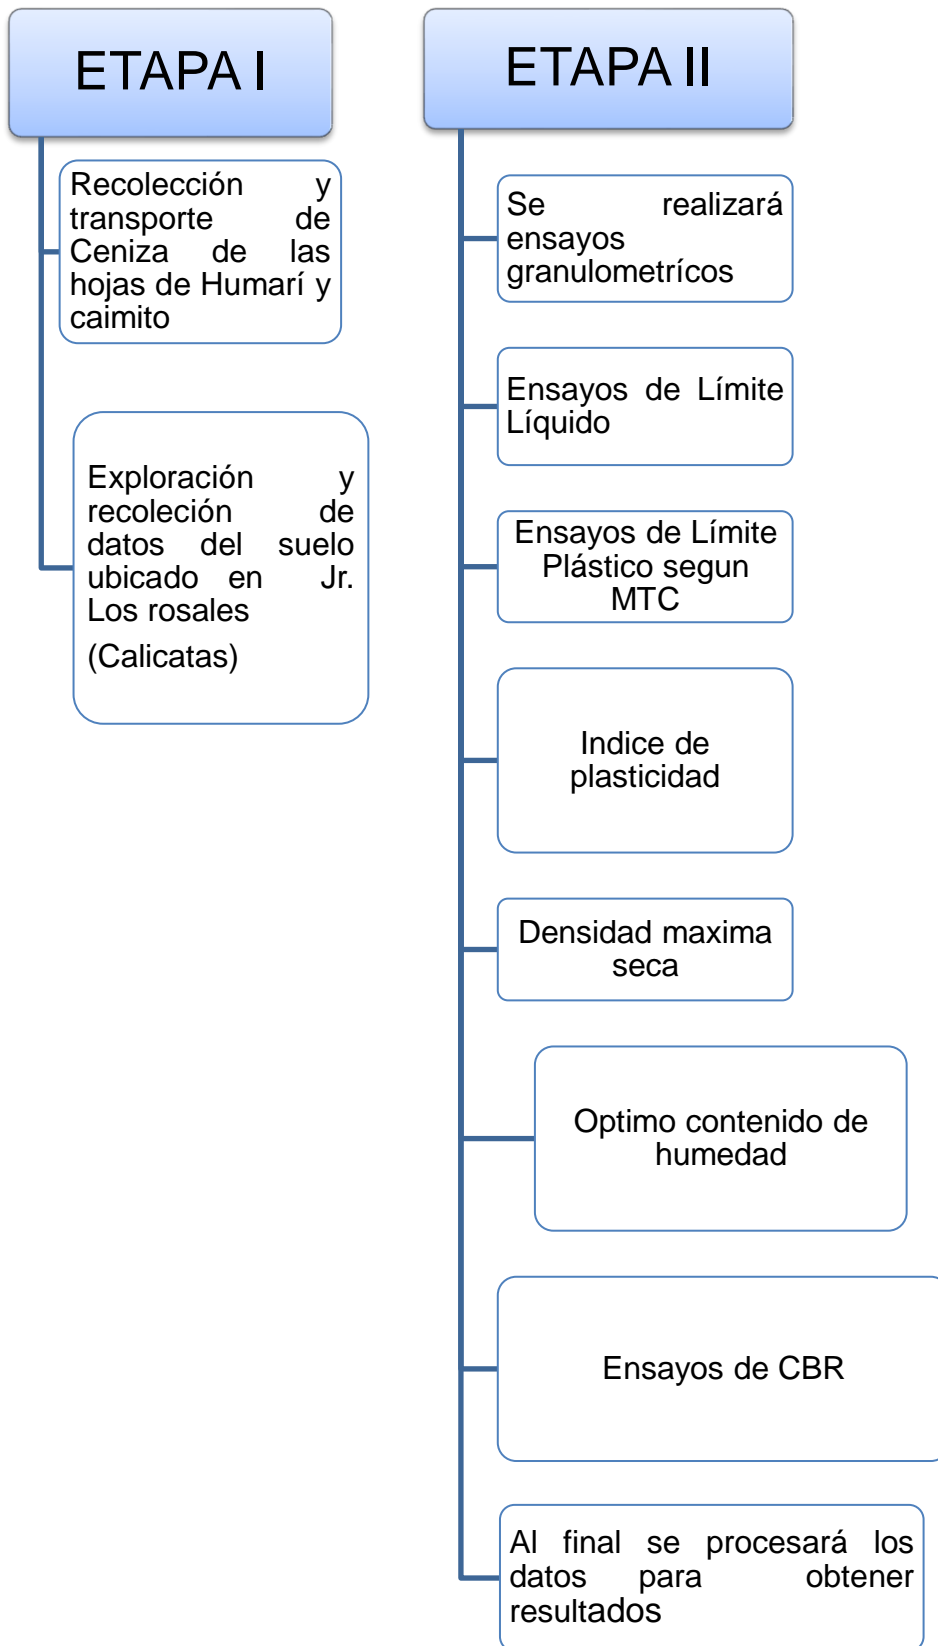 ETAPA I
Recolección y
transporte de
Ceniza de las
hojas de Humarí y
caimito
Exploración y
recoleción de
datos del suelo
ubicado en Jr.
Los rosales
(Calicatas)
ETAPA II
Se realizará
ensayos
granulometrícos
Ensayos de Límite
Líquido
Ensayos de Límite
Plástico segun
MTC
Indice de
plasticidad
Densidad maxima
seca
Optimo contenido de
humedad
Ensayos de CBR
Al final se procesará los
datos para obtener
resultados